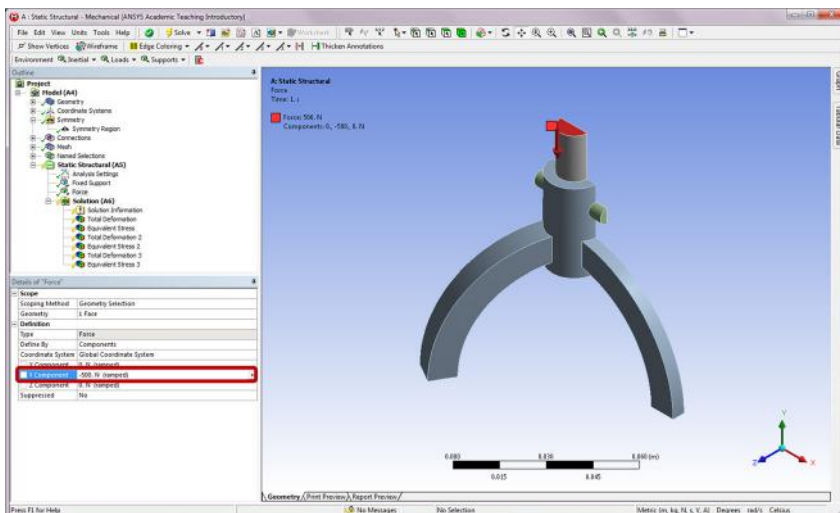 A : Static Structural - Mechanical [ANSYS Academic Teaching Introductory]
File Edit View Units Tools Help Solve Worksheet
Show Vertices Wireframe Edge Coloring Thicken Annotations
Environment Inertial Loads Supports
Outline
Project
Model (A4)
Geometry
Coordinate Systems
Symmetry
Symmetry Region
Connections
Mesh
Named Selections
Static Structural (A5)
Analysis Settings
Fixed Support
Force
Solution (A6)
Solution Information
Total Deformation
Equivalent Stress
Total Deformation 2
Equivalent Stress 2
Total Deformation 3
Equivalent Stress 3
Details of "Force"
Scope
Scoping Method Geometry Selection
Geometry 1 Face
Definition
Type Force
Define By Components
Coordinate System Global Coordinate System
X Component 0. N (ramped)
Y Component -500. N (ramped)
Z Component 0. N (ramped)
Suppressed No
A: Static Structural
Force
Time: 1. s
Force: 500. N
Components: 0, -500, 0. N
0.000 0.030 0.060 (m)
0.015 0.045
Y
Z X
Geometry / Print Preview / Report Preview /
Graph
Tabular Data
Press F1 for Help No Messages No Selection Metric (m, kg, N, s, V, A) Degrees rad/s Celsius